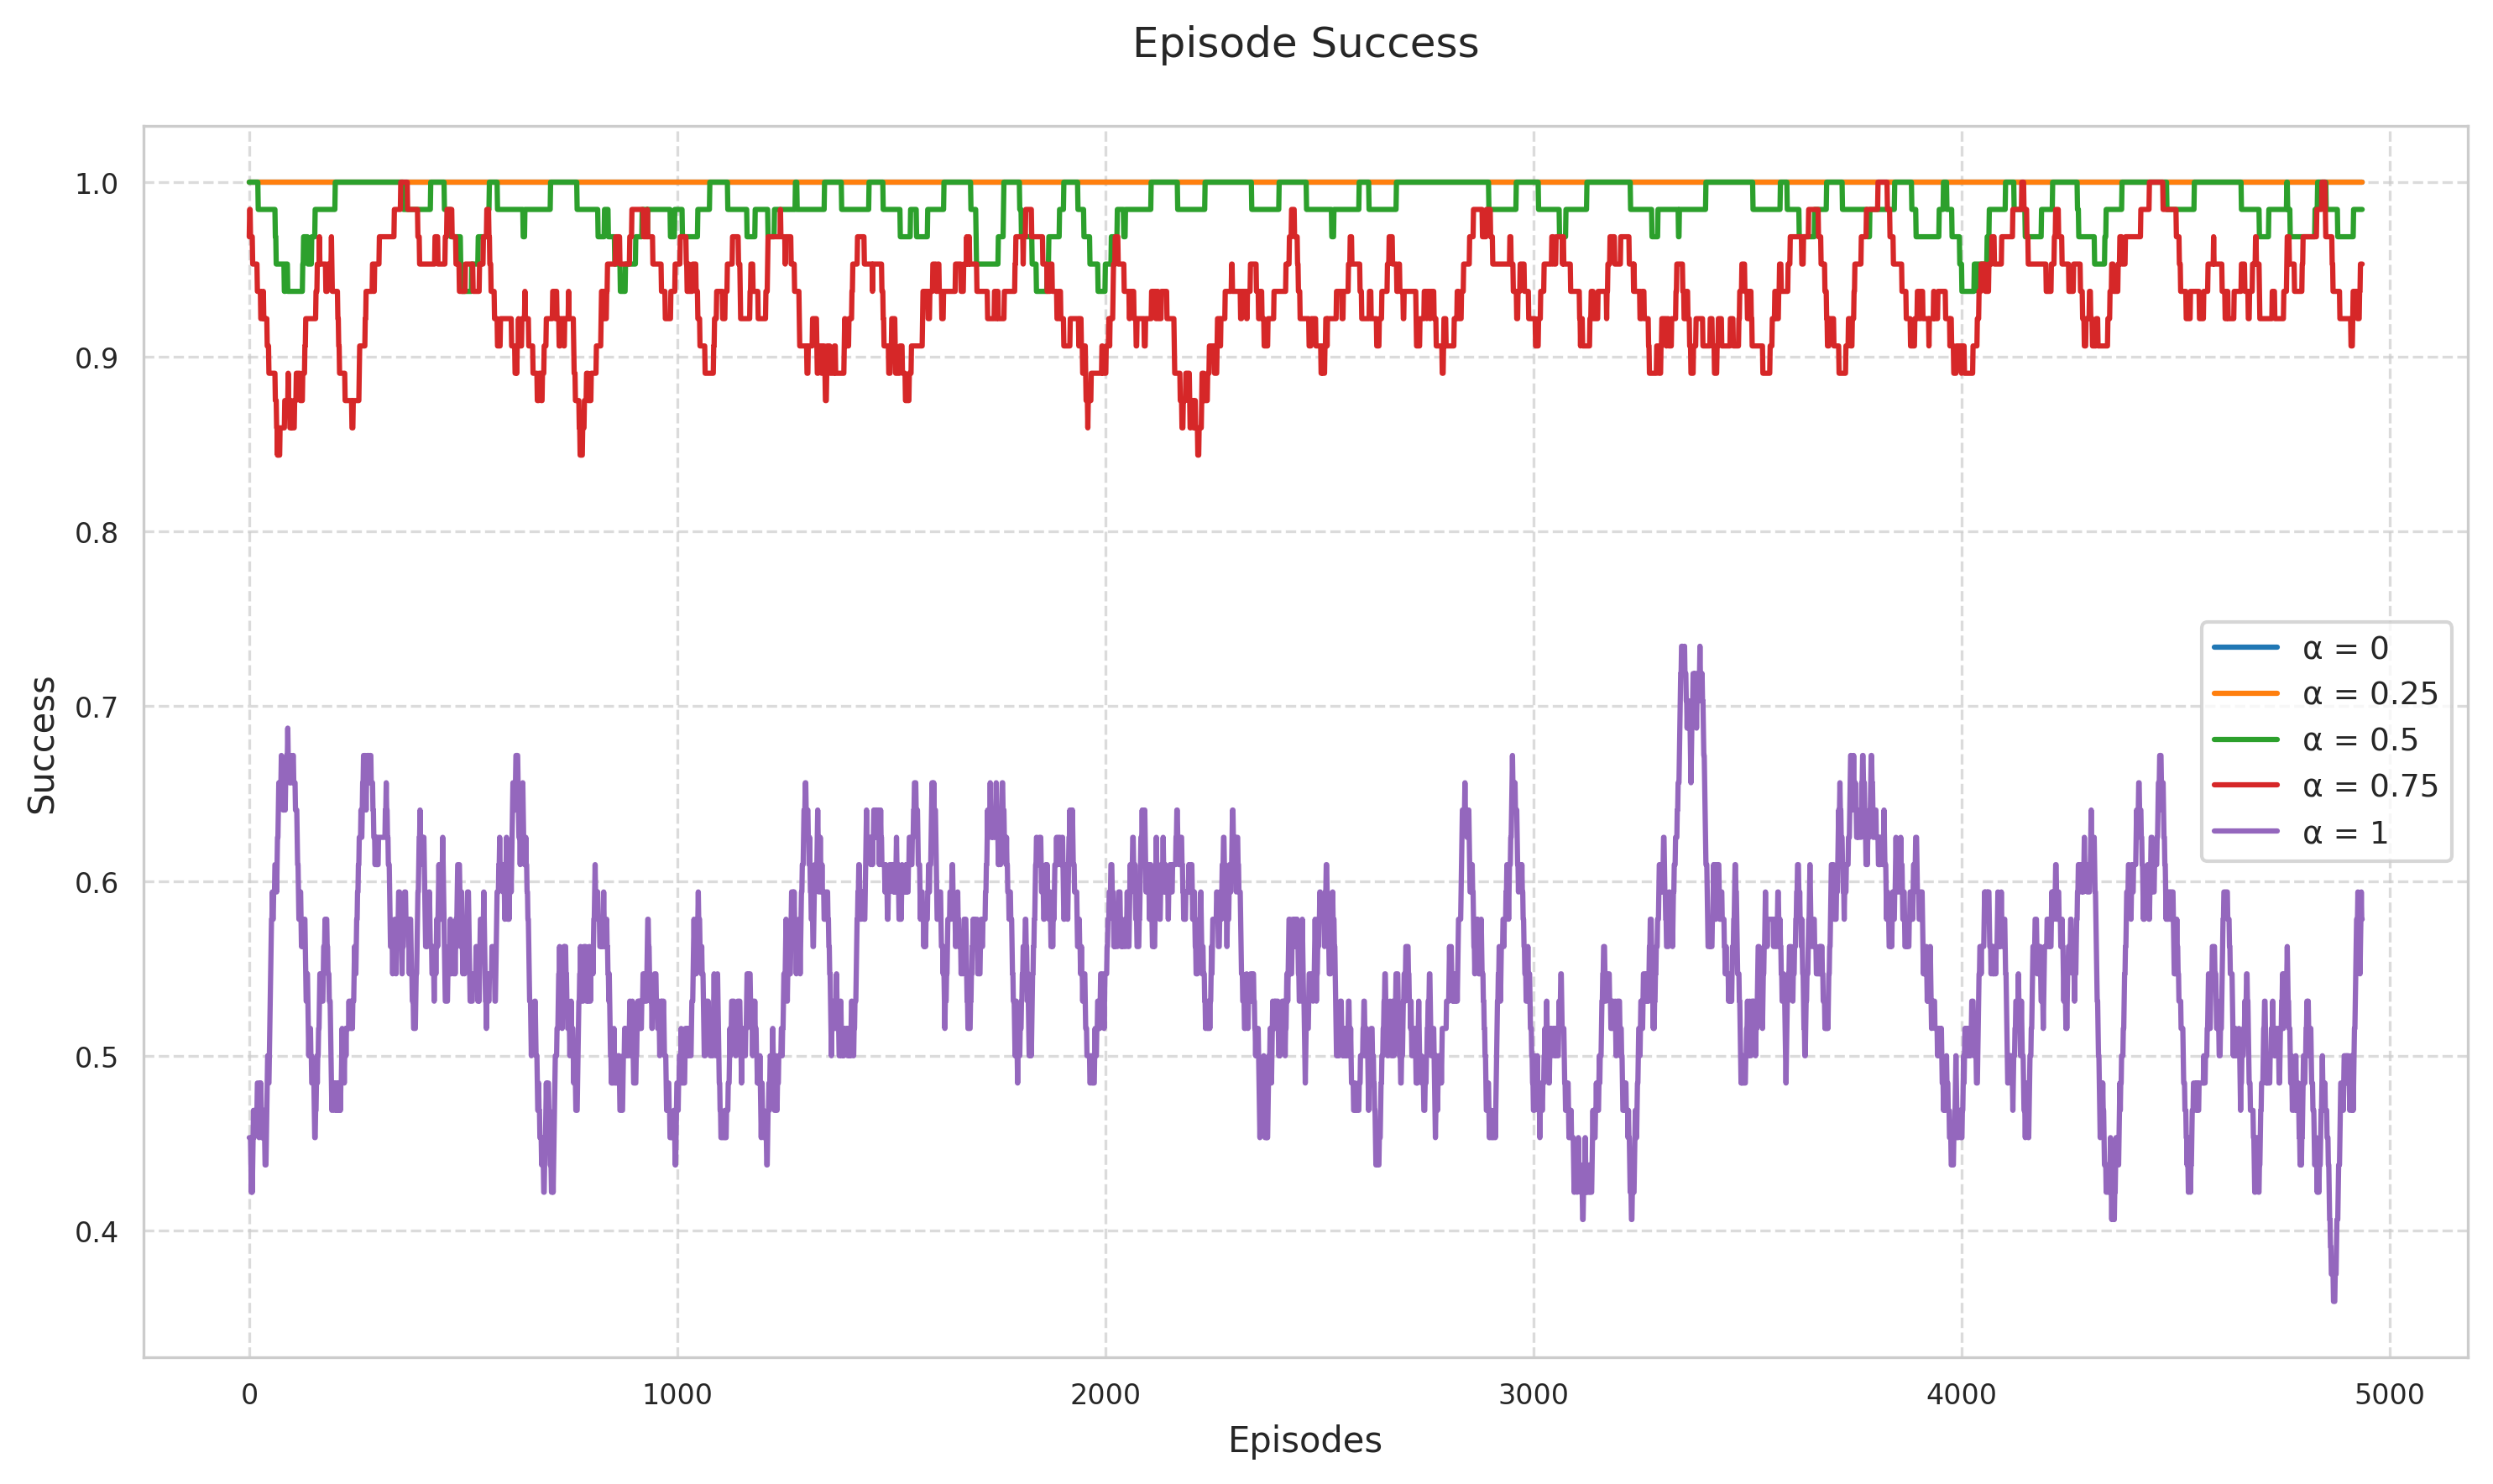 Episode Success
1.0
0.9
0.8
0.7
0.6
0.5
0.4
Success
α = 0
α = 0.25
α = 0.5
α = 0.75
α = 1
0 1000 2000 3000 4000 5000
Episodes